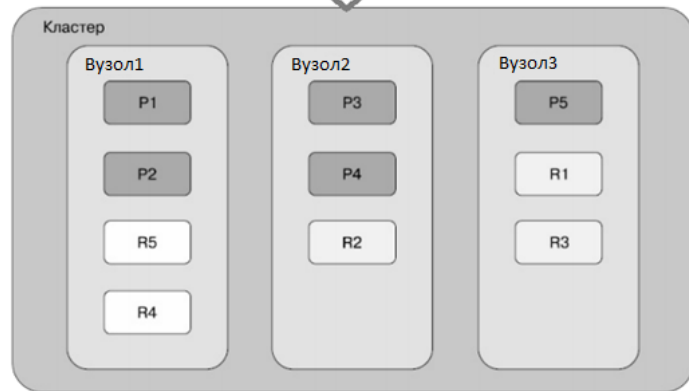 Кластер
Вузол1
P1
P2
R5
R4
Вузол2
P3
P4
R2
Вузол3
P5
R1
R3